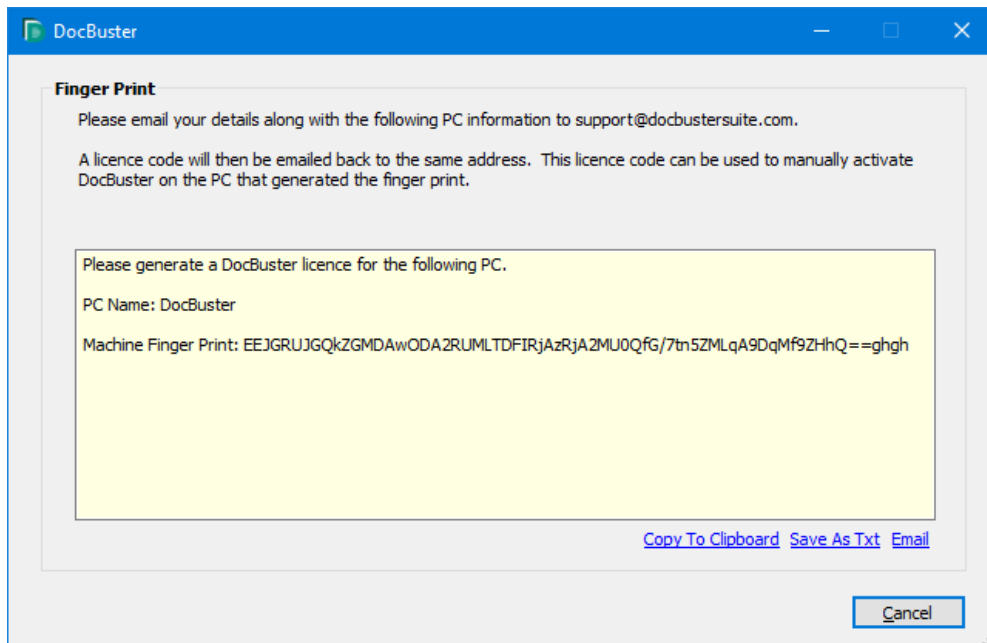 DocBuster
Finger Print
Please email your details along with the following PC information to support@docbustersuite.com.
A licence code will then be emailed back to the same address.  This licence code can be used to manually activate
DocBuster on the PC that generated the finger print.
Please generate a DocBuster licence for the following PC.
PC Name: DocBuster
Machine Finger Print: EEJGRUJGQkZGMDAwODA2RUMLTDFIRjAzRjA2MU0QfG/7tn5ZMLqA9DqMf9ZHhQ==ghgh
Copy To Clipboard Save As Txt Email
Cancel